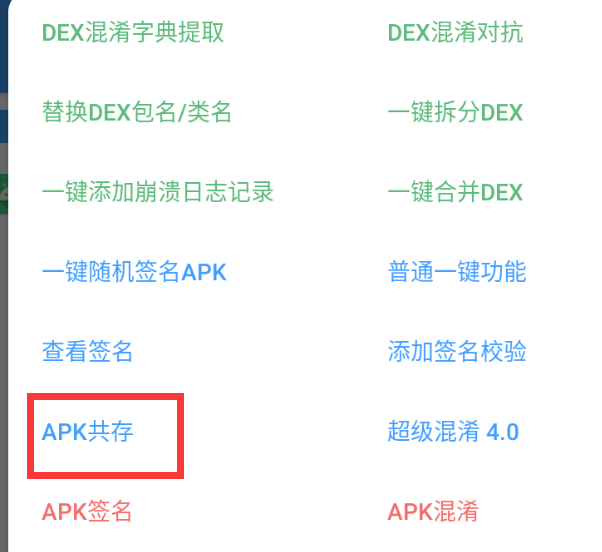 DEX混淆字典提取 DEX混淆对抗
替换DEX包名/类名 一键拆分DEX
一键添加崩溃日志记录 一键合并DEX
一键随机签名APK 普通一键功能
查看签名 添加签名校验
APK共存 超级混淆 4.0
APK签名 APK混淆